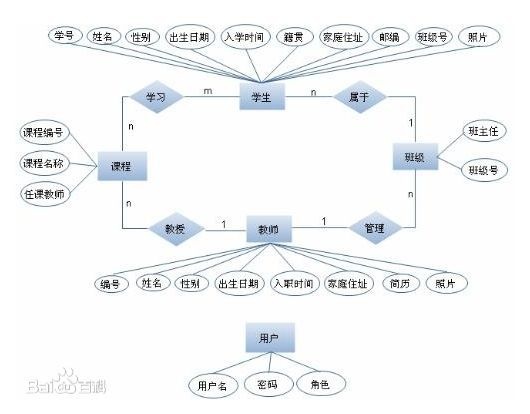 学号 姓名 性别 出生日期 入学时间 籍贯 家庭住址 邮编 班级号 照片
学习 m 学生 n 属于
n 1
课程编号 班主任
课程名称 课程 班级
任课教师 班级号
n n
教授 1 教师 1 管理
编号 姓名 性别 出生日期 入职时间 家庭住址 简历 照片
用户
用户名 密码 角色
Bai 百科